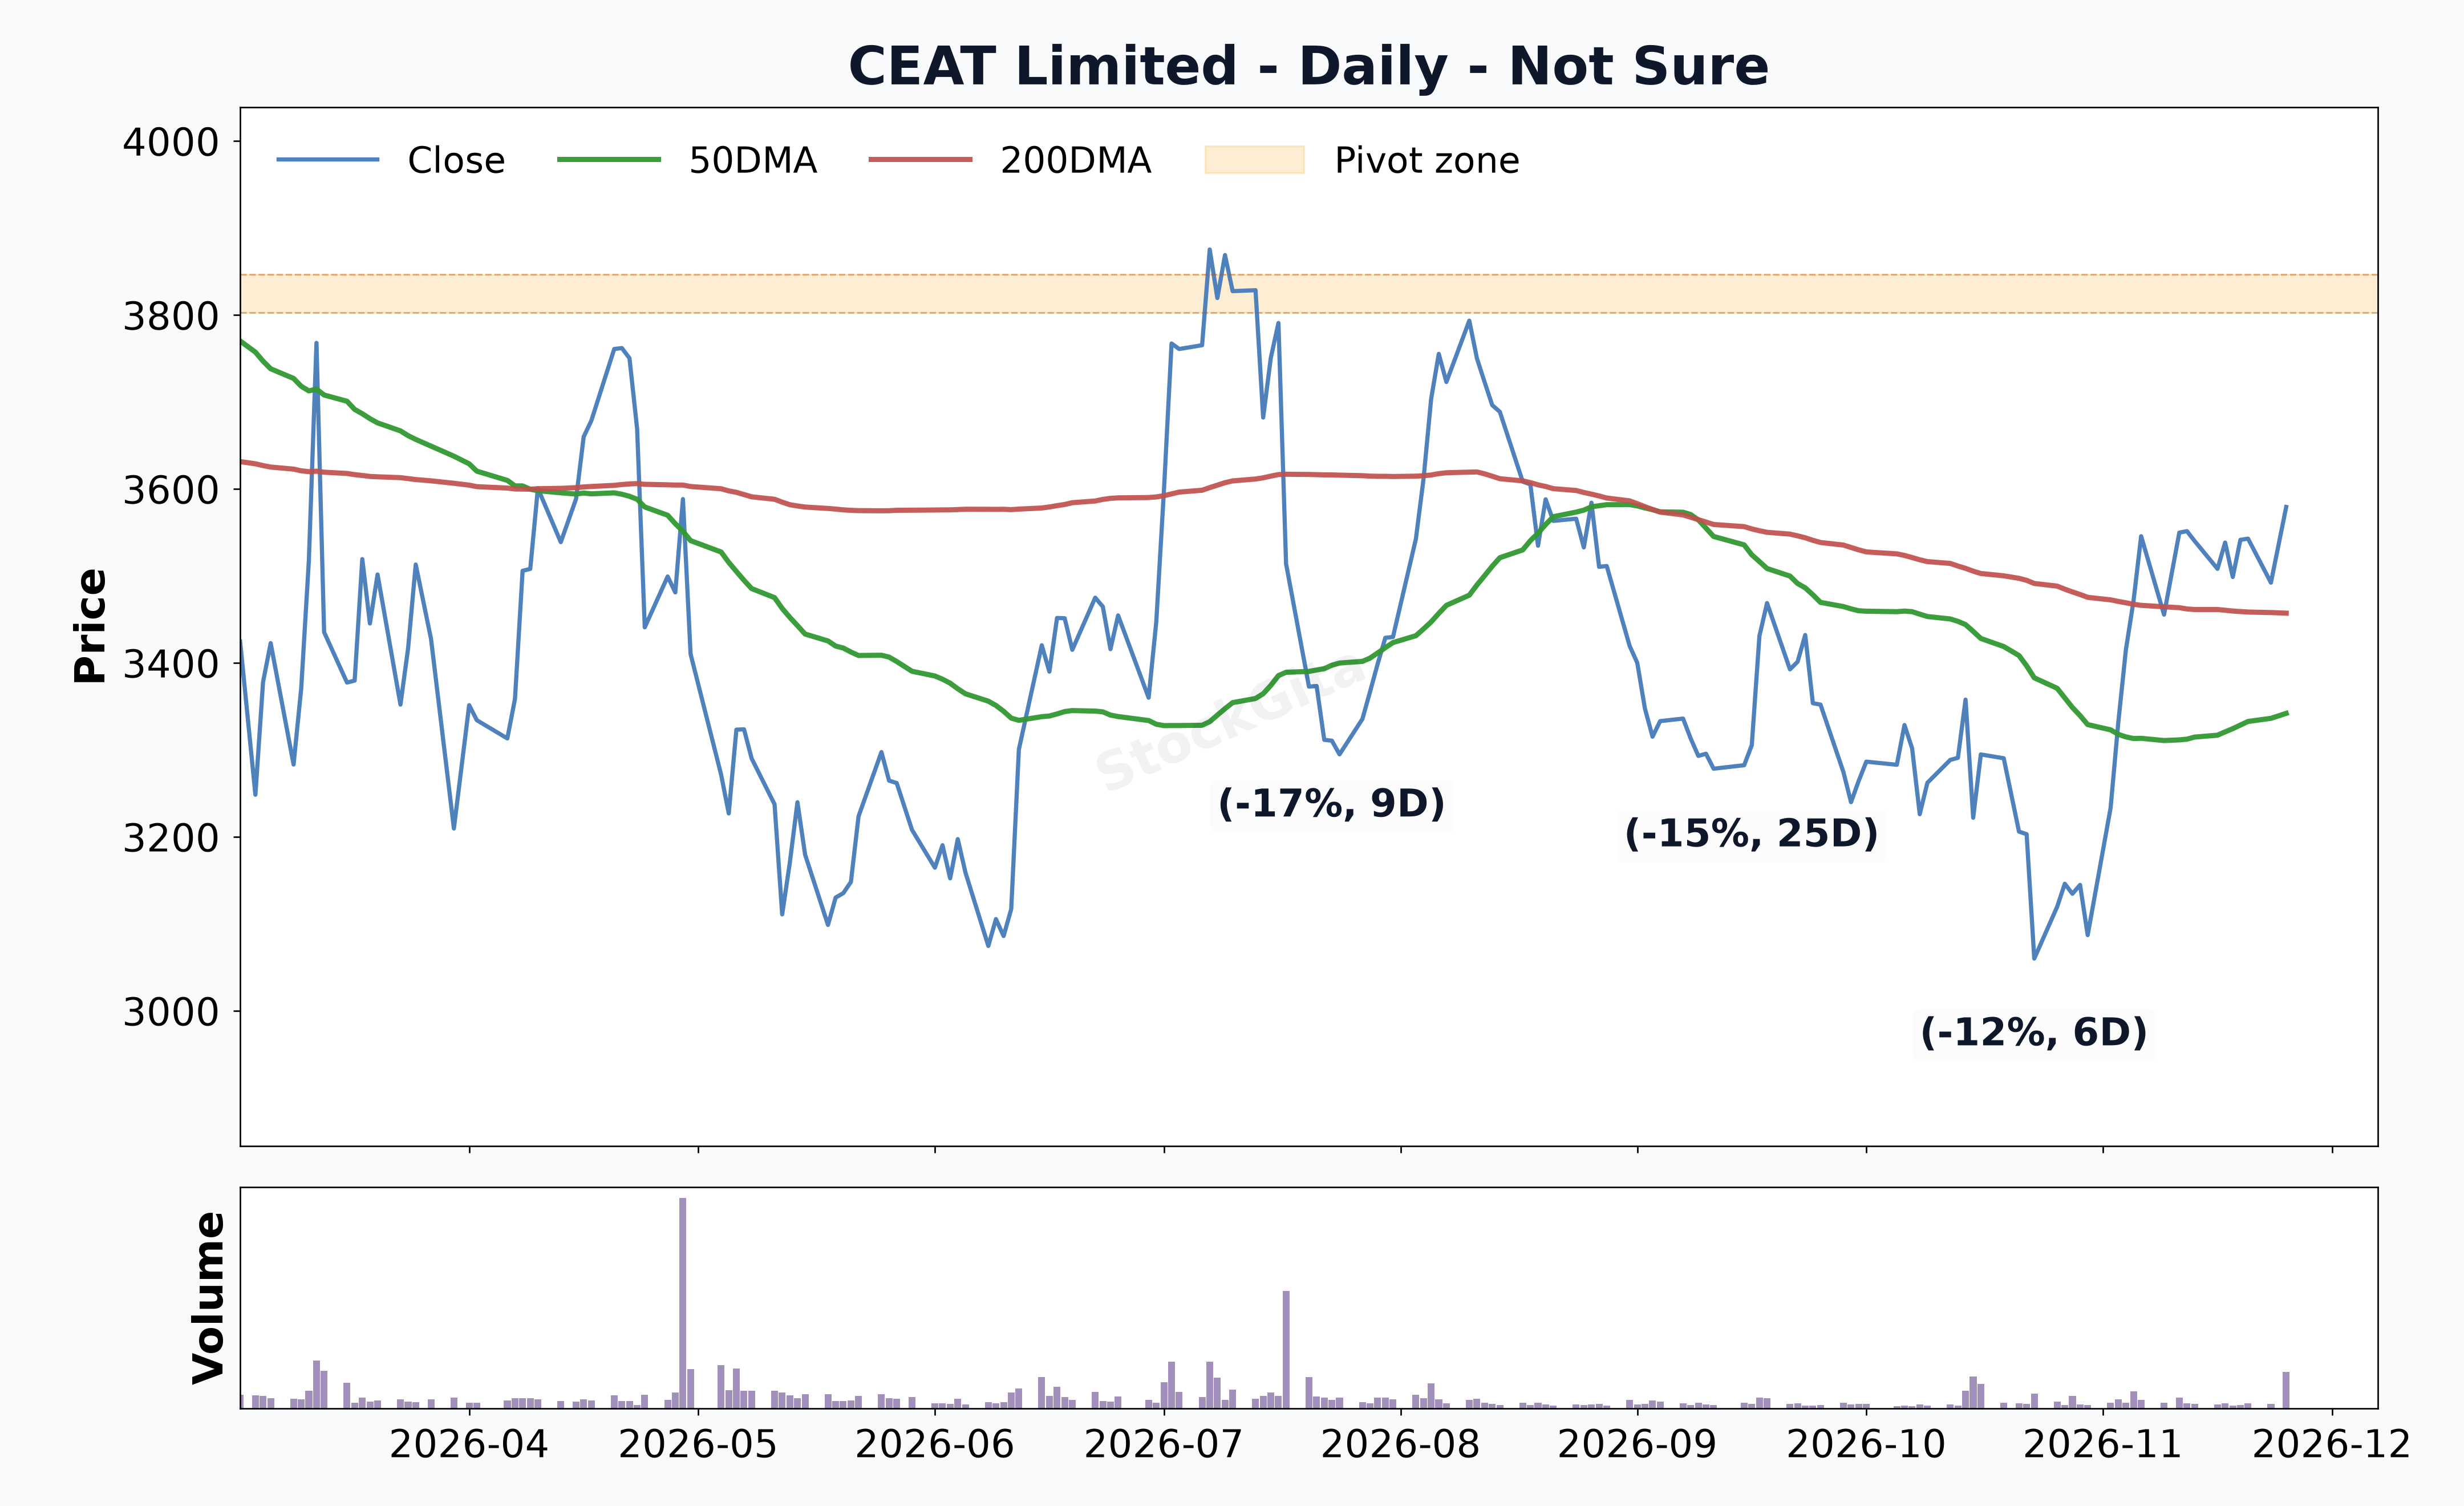 CEAT Limited - Daily - Not Sure
Close 50DMA 200DMA Pivot zone
4000
3800
3600
3400
3200
3000
Price
StockGita
(-17%, 9D)
(-15%, 25D)
(-12%, 6D)
Volume
2026-04 2026-05 2026-06 2026-07 2026-08 2026-09 2026-10 2026-11 2026-12